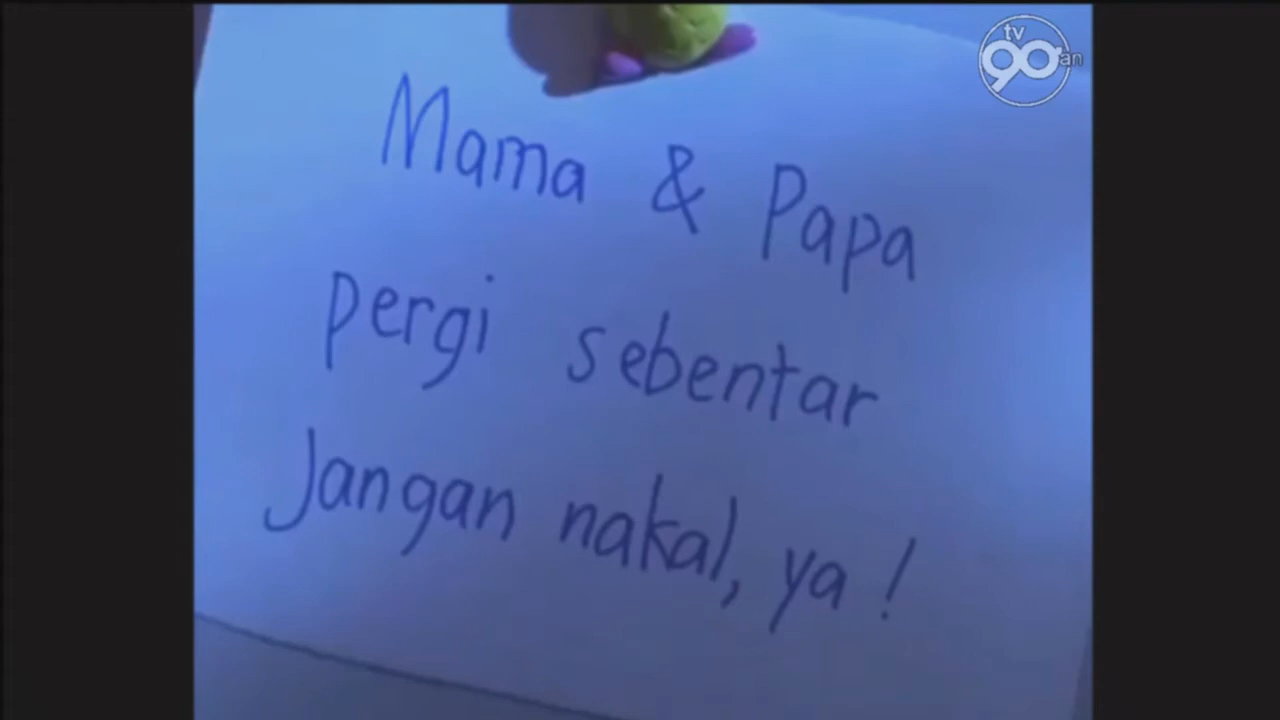 tv
90an
Mama & Papa
pergi sebentar
Jangan nakal, ya !